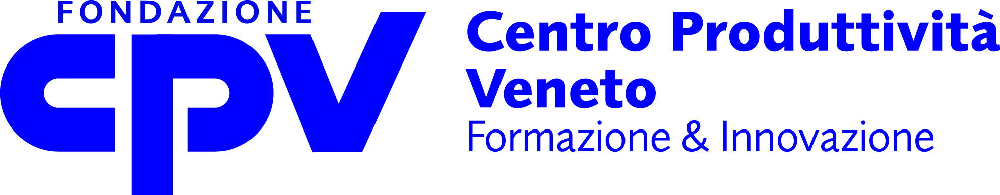 FONDAZIONE
CPV
Centro Produttività
Veneto
Formazione & Innovazione